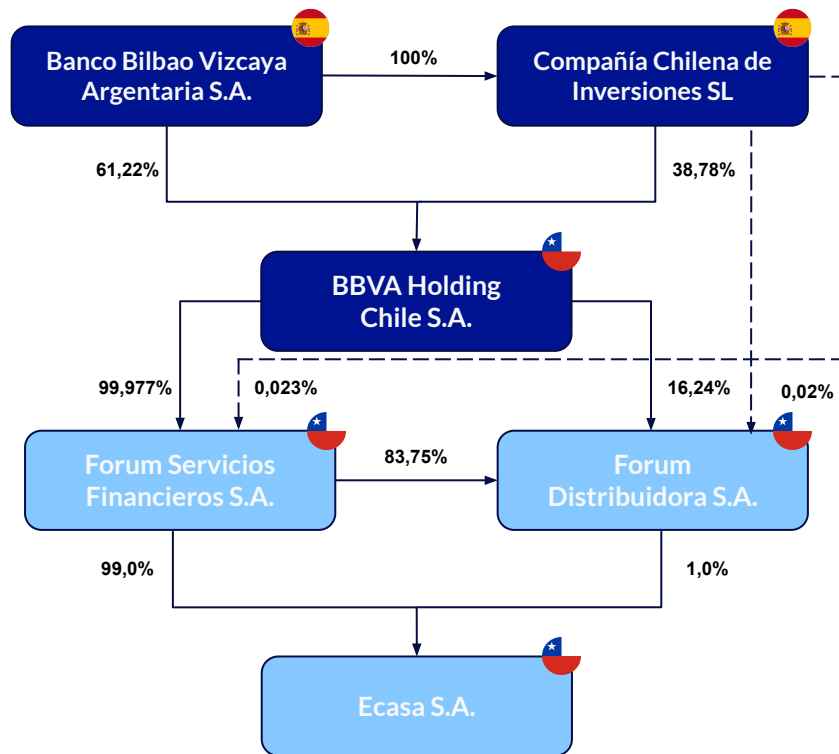 Banco Bilbao Vizcaya
Argentaria S.A.
100%
Compañía Chilena de
Inversiones SL
61,22%
38,78%
BBVA Holding
Chile S.A.
99,977%
0,023%
16,24%
0,02%
Forum Servicios
Financieros S.A.
83,75%
Forum
Distribuidora S.A.
99,0%
1,0%
Ecasa S.A.